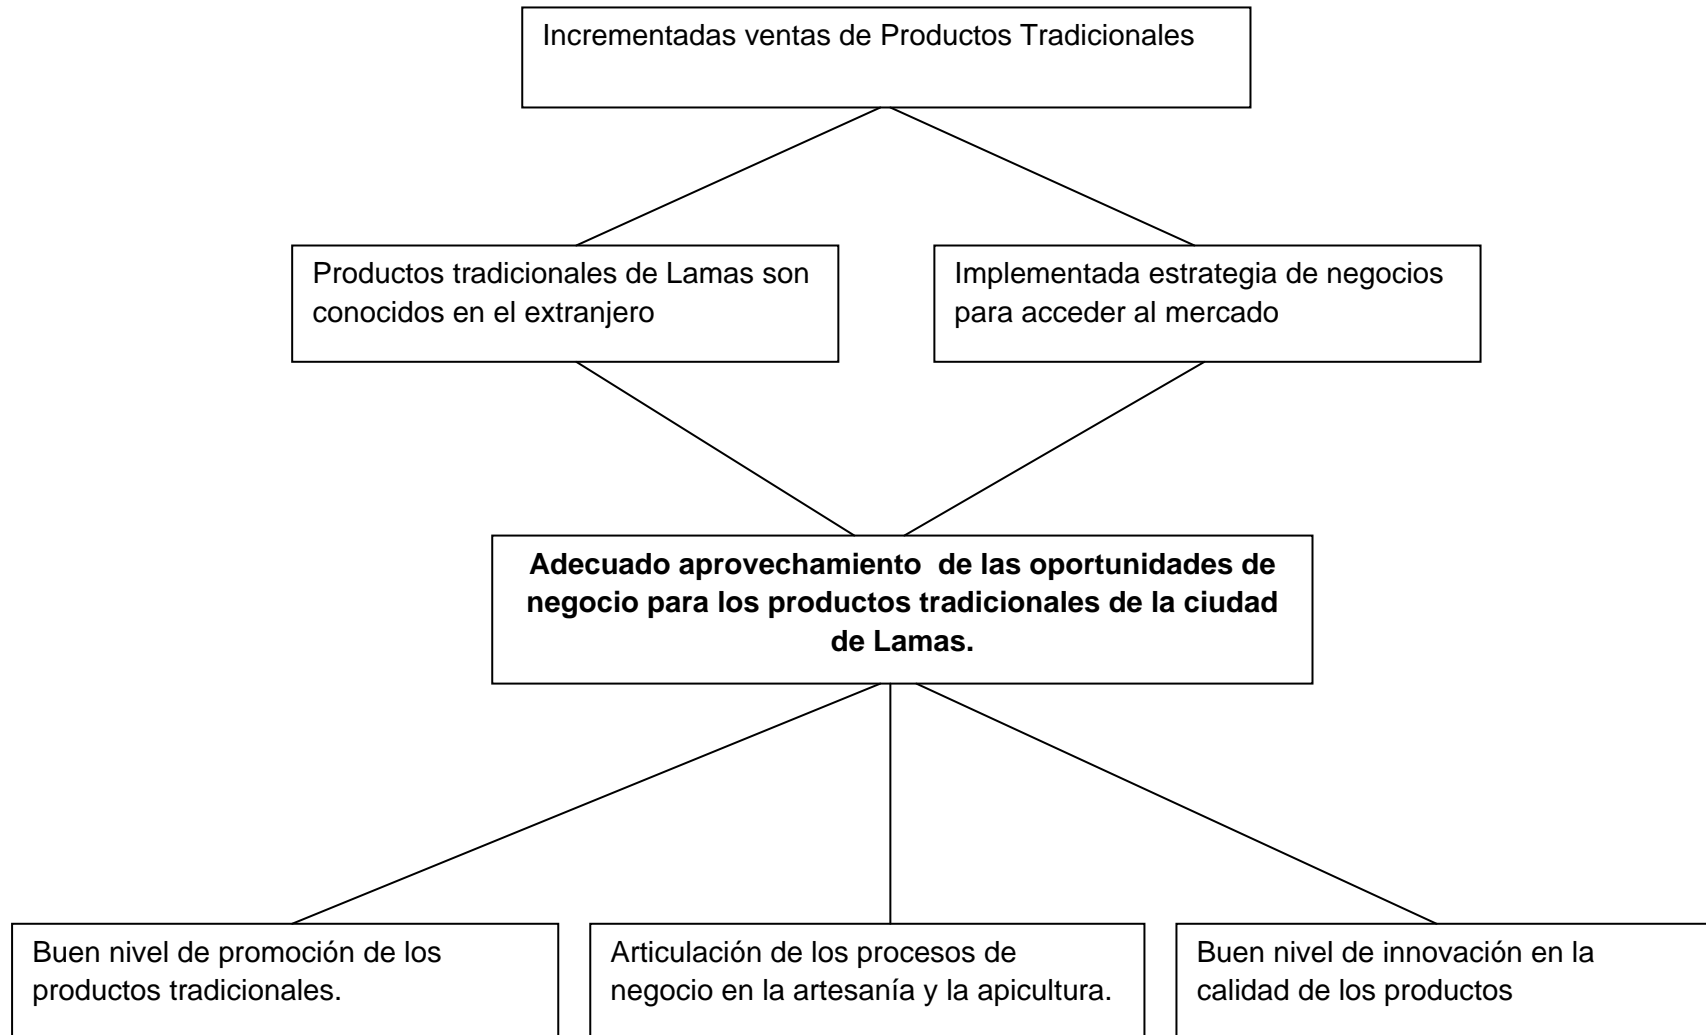 Incrementadas ventas de Productos Tradicionales
Productos tradicionales de Lamas son
conocidos en el extranjero
Implementada estrategia de negocios
para acceder al mercado
Adecuado aprovechamiento  de las oportunidades de
negocio para los productos tradicionales de la ciudad
de Lamas.
Buen nivel de promoción de los
productos tradicionales.
Articulación de los procesos de
negocio en la artesanía y la apicultura.
Buen nivel de innovación en la
calidad de los productos